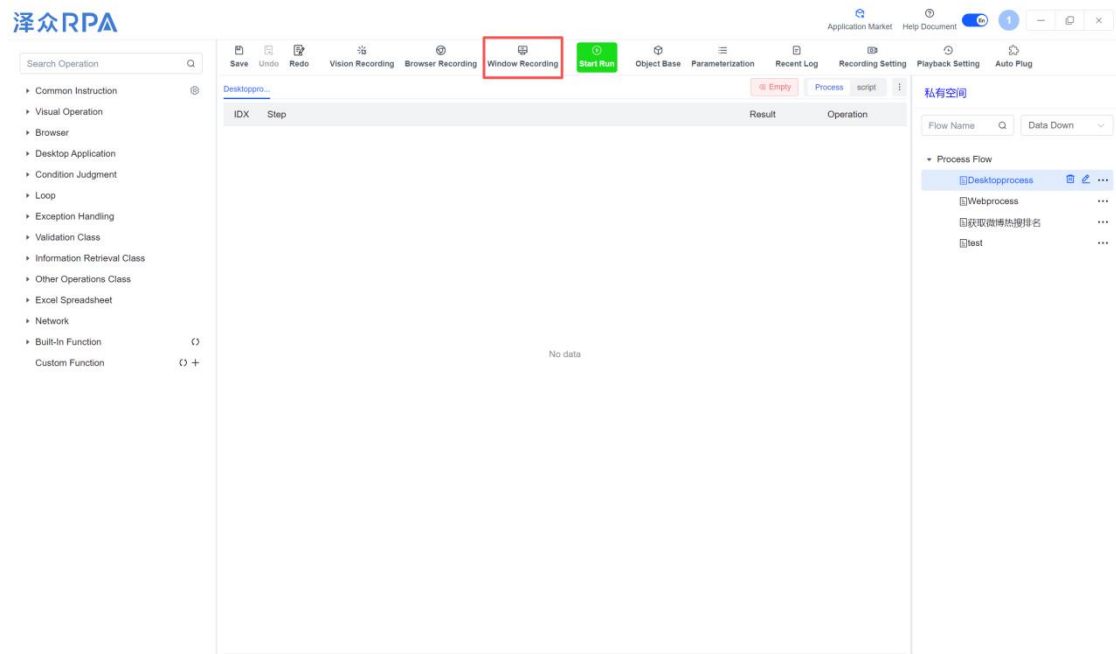 泽众RPA
Application Market Help Document En 1
Search Operation
Save Undo Redo Vision Recording Browser Recording Window Recording Start Run Object Base Parameterization Recent Log Recording Setting Playback Setting Auto Plug
Common Instruction
Visual Operation
Browser
Desktop Application
Condition Judgment
Loop
Exception Handling
Validation Class
Information Retrieval Class
Other Operations Class
Excel Spreadsheet
Network
Built-In Function
Custom Function
Desktoppro... Empty Process script
IDX Step Result Operation
No data
私有空间
Flow Name Data Down
Process Flow
Desktopprocess
Webprocess
获取微博热搜排名
test